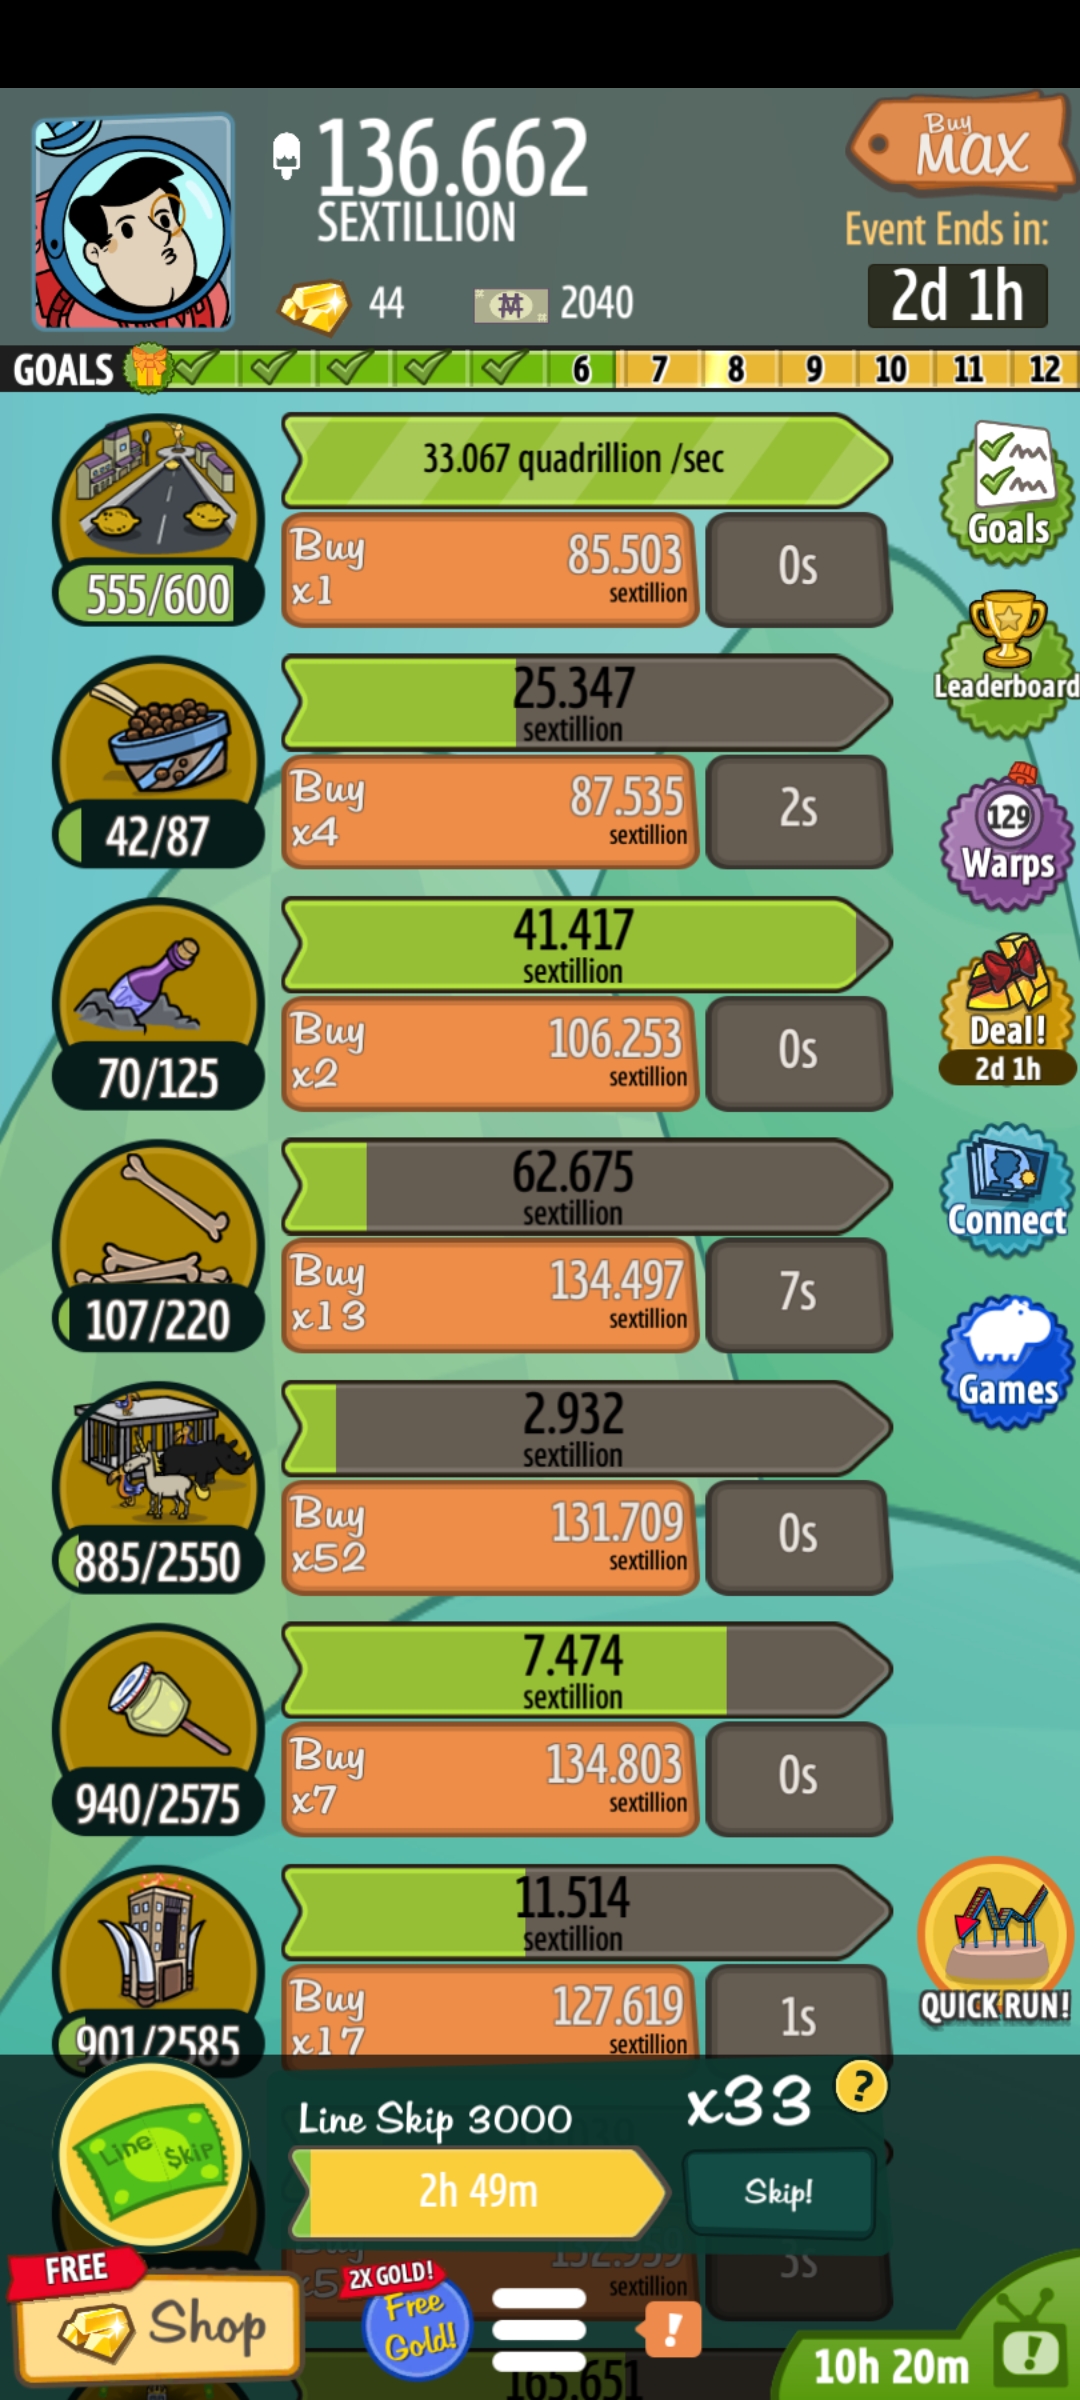 136.662
SEXTILLION
Buy
MAX
Event Ends in:
44
2040
2d 1h
GOALS
6 7 8 9 10 11 12
33.067 quadrillion /sec
Buy
x1
85.503
sextillion
0s
555/600
Goals
25.347
sextillion
Leaderboard
Buy
x4
87.535
sextillion
2s
42/87
129
Warps
41.417
sextillion
Buy
x2
106.253
sextillion
0s
70/125
Deal!
2d 1h
62.675
sextillion
Buy
x13
134.497
sextillion
7s
107/220
Connect
2.932
sextillion
Buy
x52
131.709
sextillion
0s
885/2550
Games
7.474
sextillion
Buy
x7
134.803
sextillion
0s
940/2575
11.514
sextillion
Buy
x17
127.619
sextillion
1s
901/2585
QUICK RUN!
Line Skip
Line Skip 3000
x33
?
2h 49m
Skip!
sextillion
3s
FREE
Shop
2X GOLD!
Free
Gold!
!
165.651
10h 20m
!